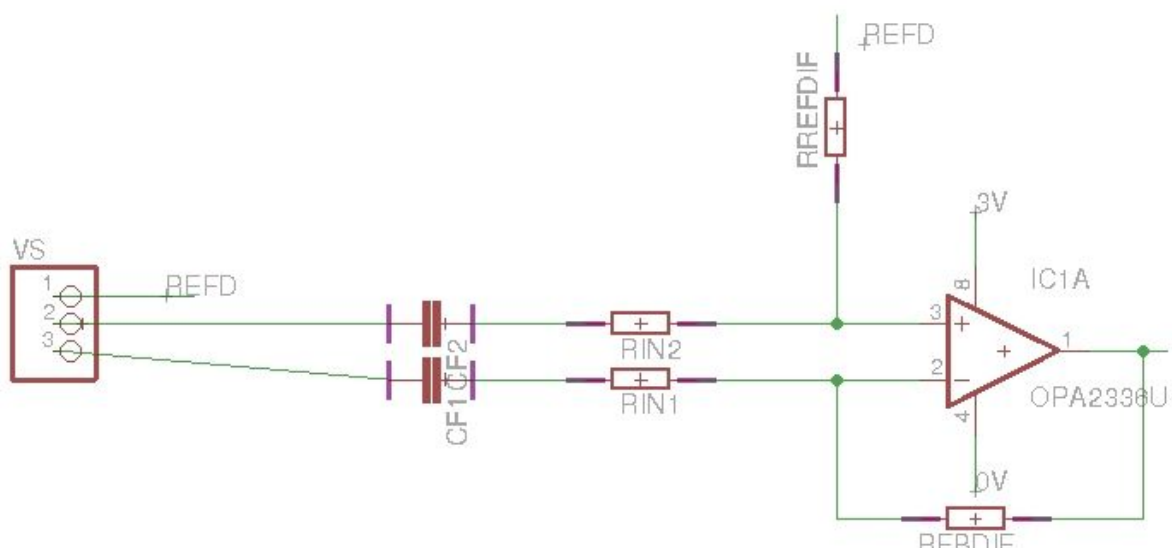 REFD
RREFDIF
3V
VS
1
REFD
2
3
8
IC1A
3
1
2
CF2
CF1
RIN2
RIN1
4
OPA2336U
0V